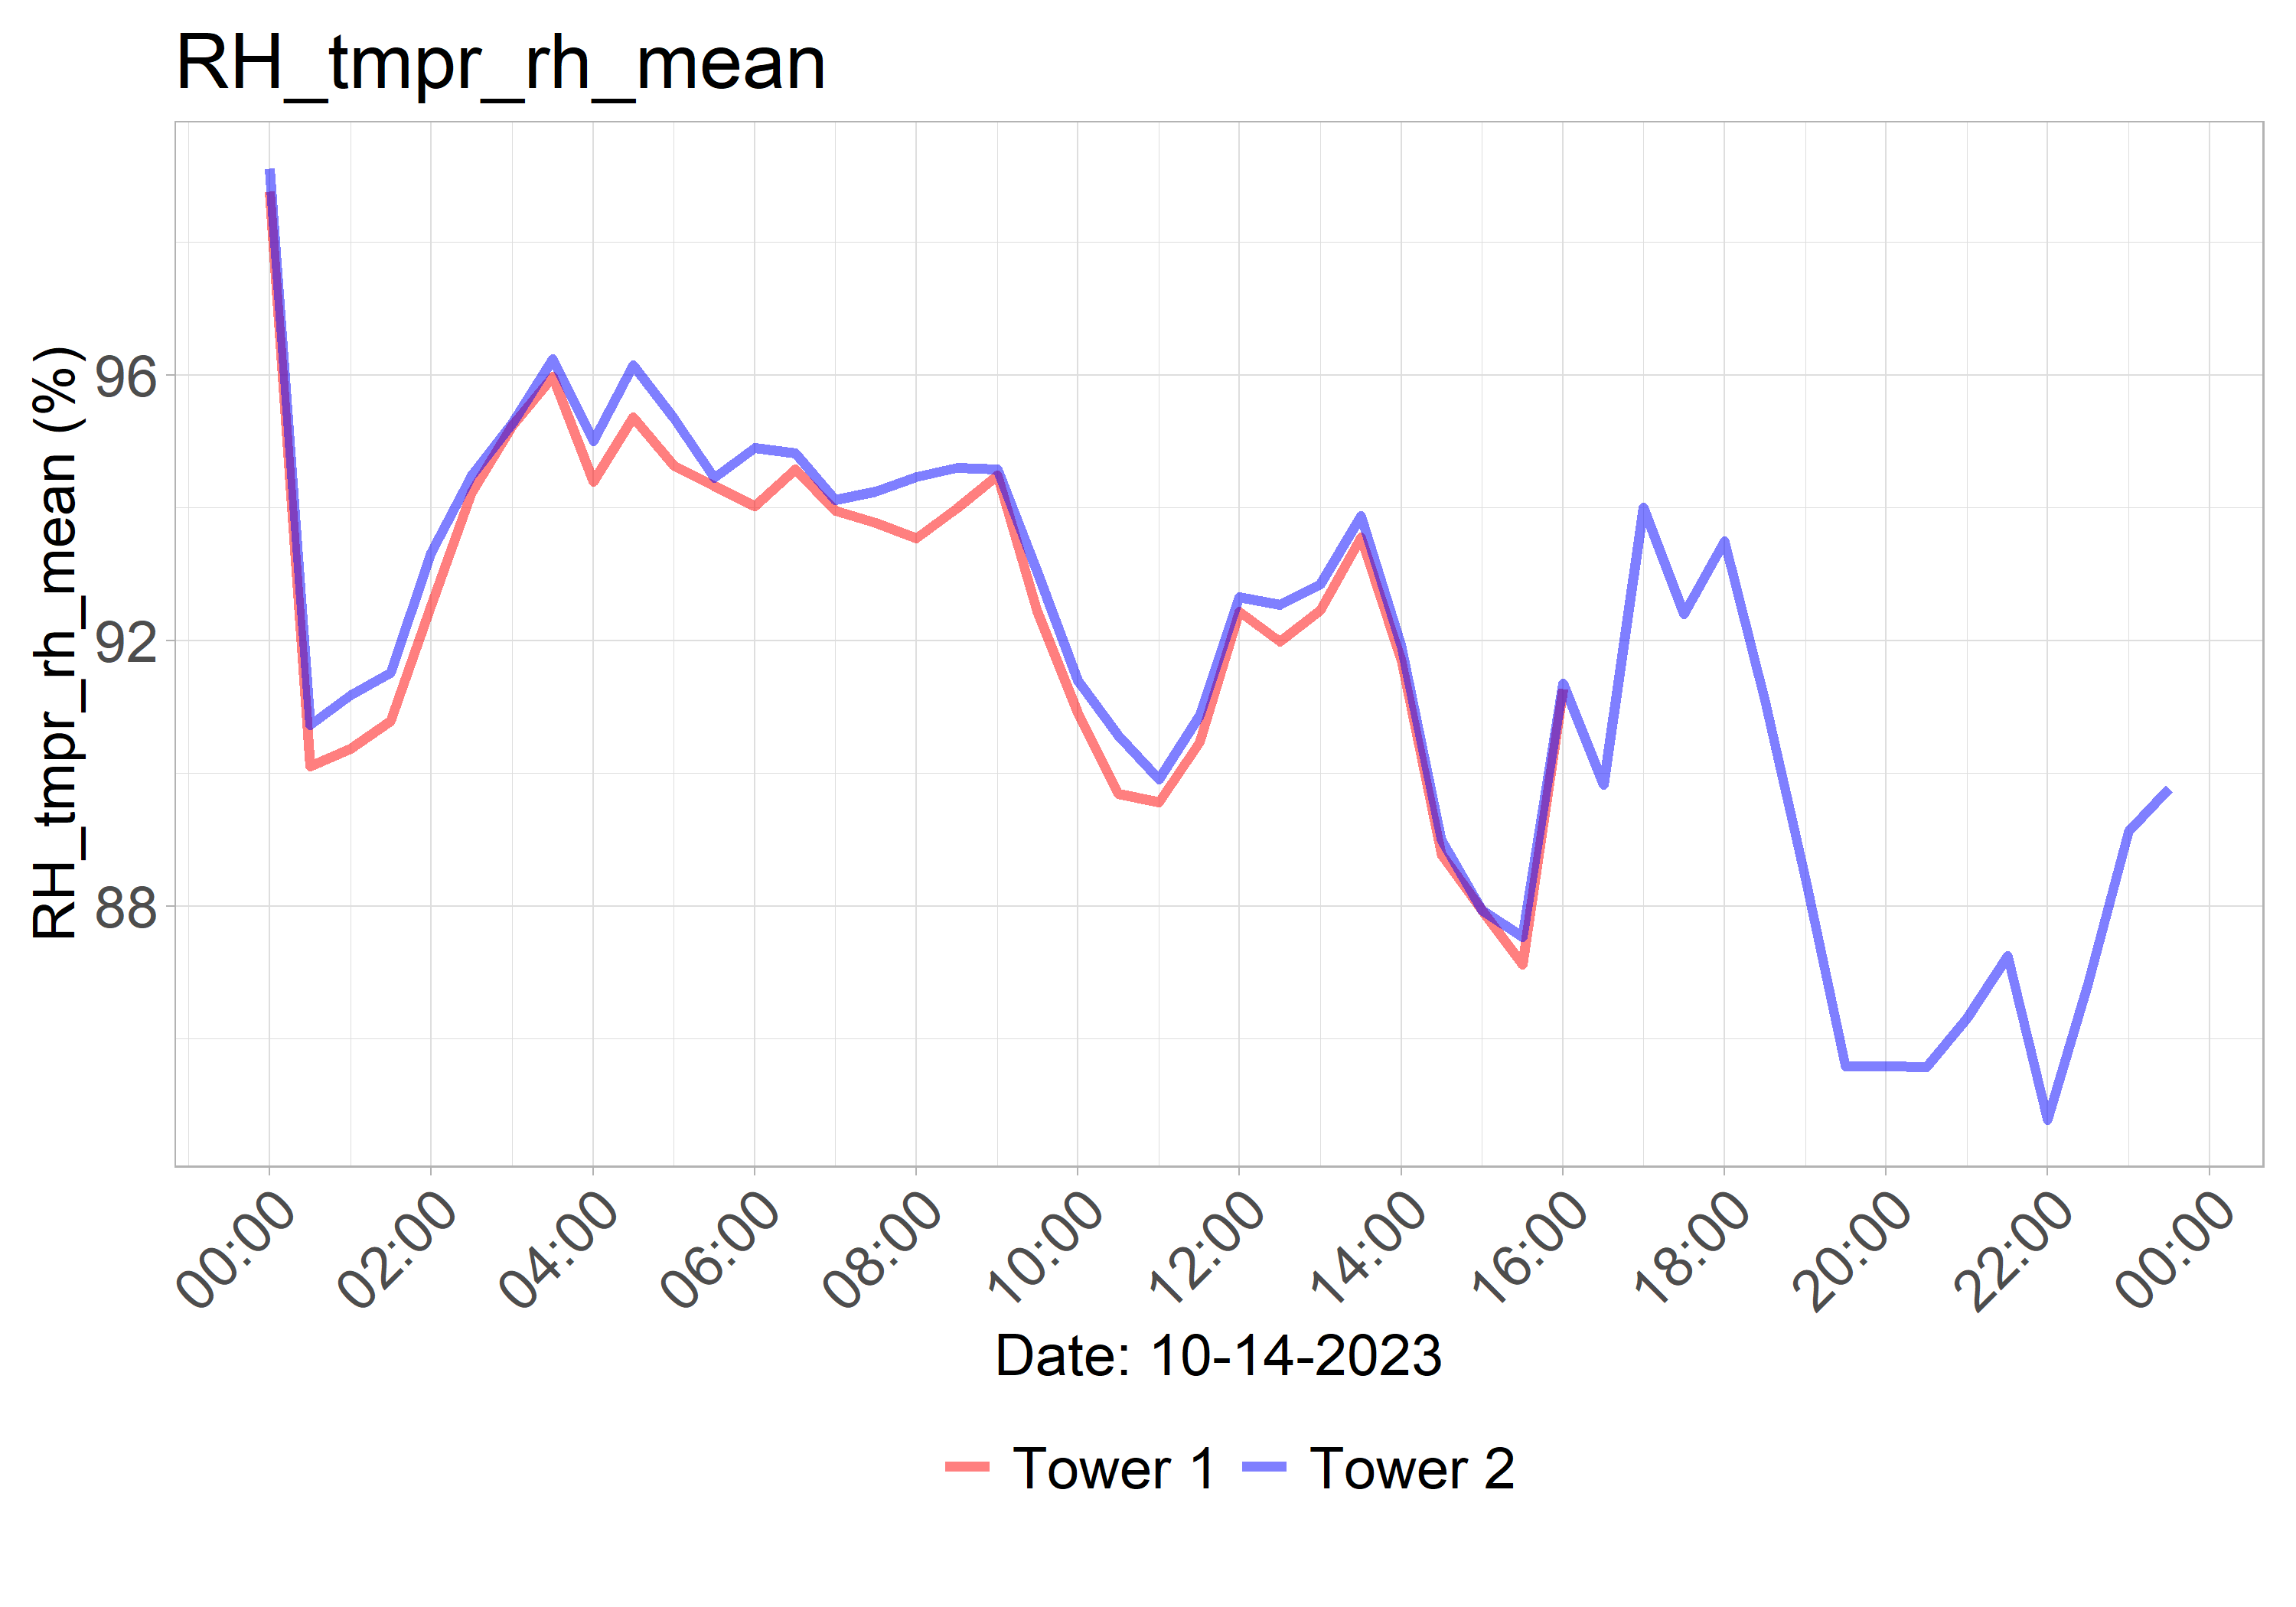 RH_tmpr_rh_mean
RH_tmpr_rh_mean (%)
96
92
88
00:00 02:00 04:00 06:00 08:00 10:00 12:00 14:00 16:00 18:00 20:00 22:00 00:00
Date: 10-14-2023
Tower 1 Tower 2